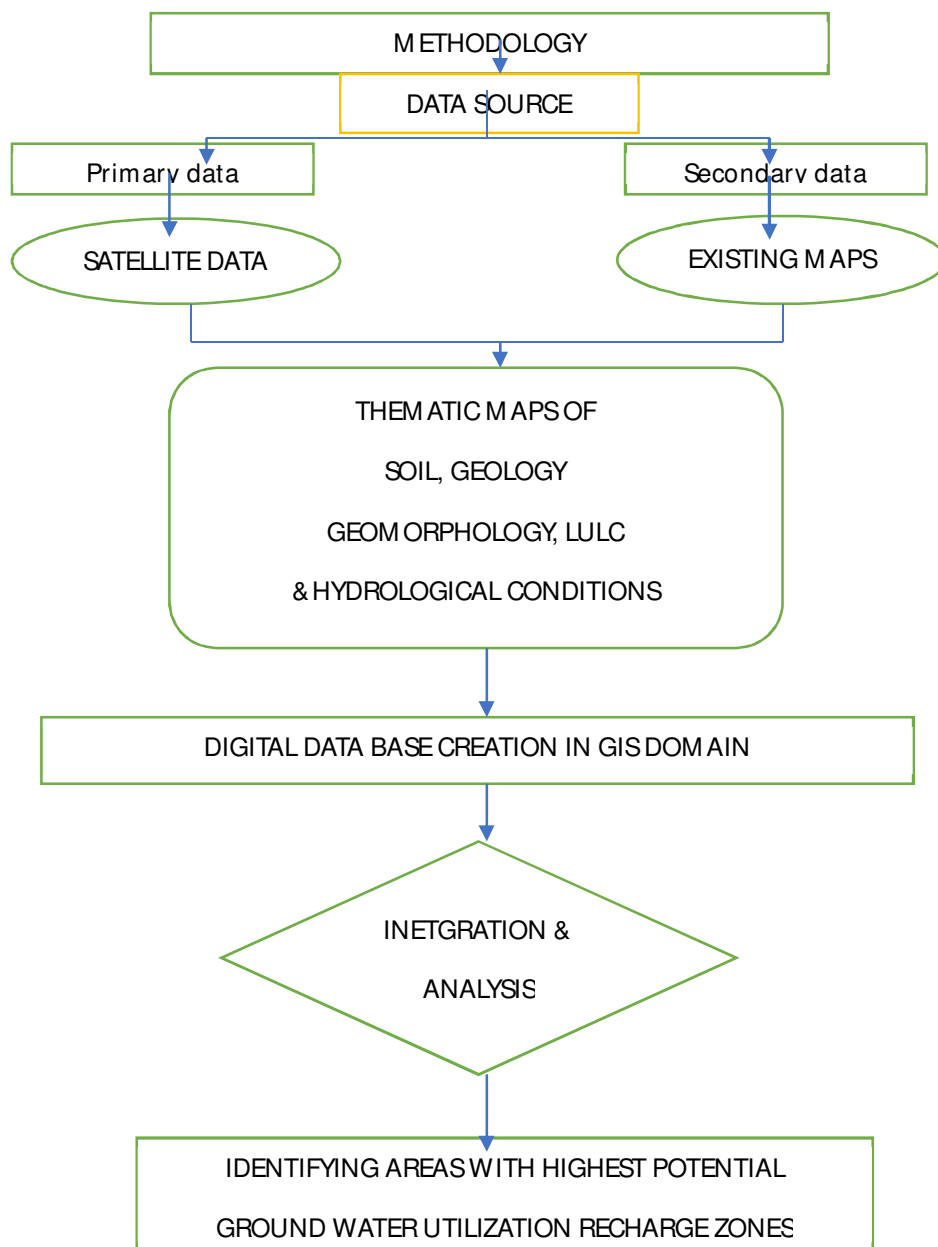 METHODOLOGY
DATA SOURCE
Primary data
Secondary data
SATELLITE DATA
EXISTING MAPS
THEMATIC MAPS OF
SOIL, GEOLOGY
GEOMORPHOLOGY, LULC
& HYDROLOGICAL CONDITIONS
DIGITAL DATA BASE CREATION IN GIS DOMAIN
INETGRATION &
ANALYSIS
IDENTIFYING AREAS WITH HIGHEST POTENTIAL
GROUND WATER UTILIZATION RECHARGE ZONES